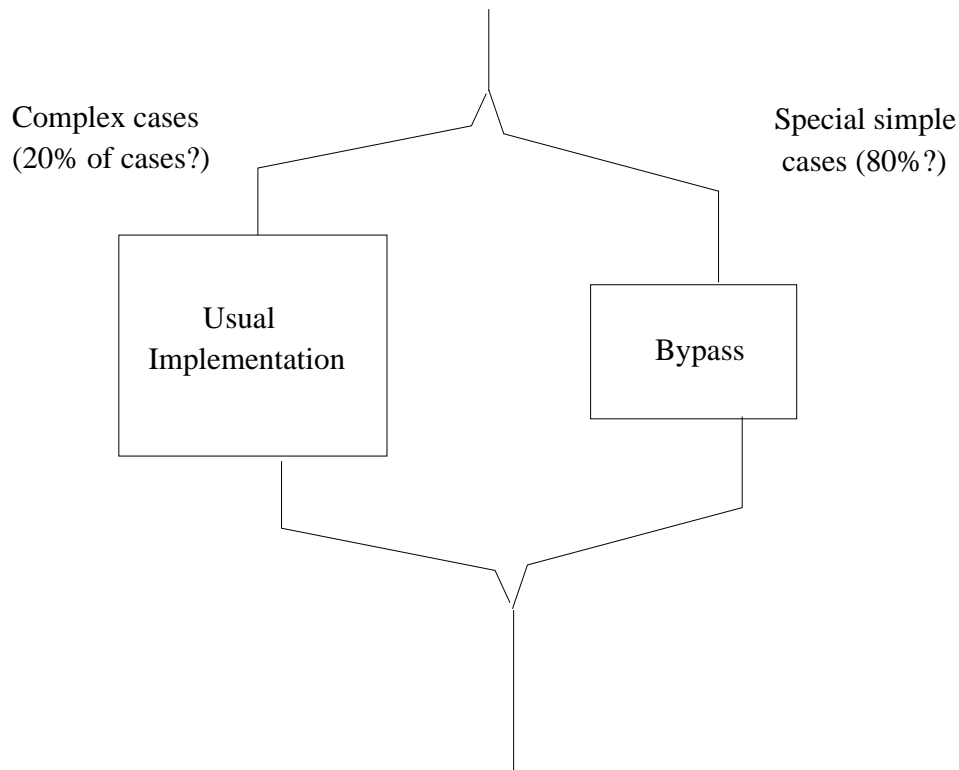 Complex cases
(20% of cases?)
Special simple
cases (80%?)
Usual
Implementation
Bypass